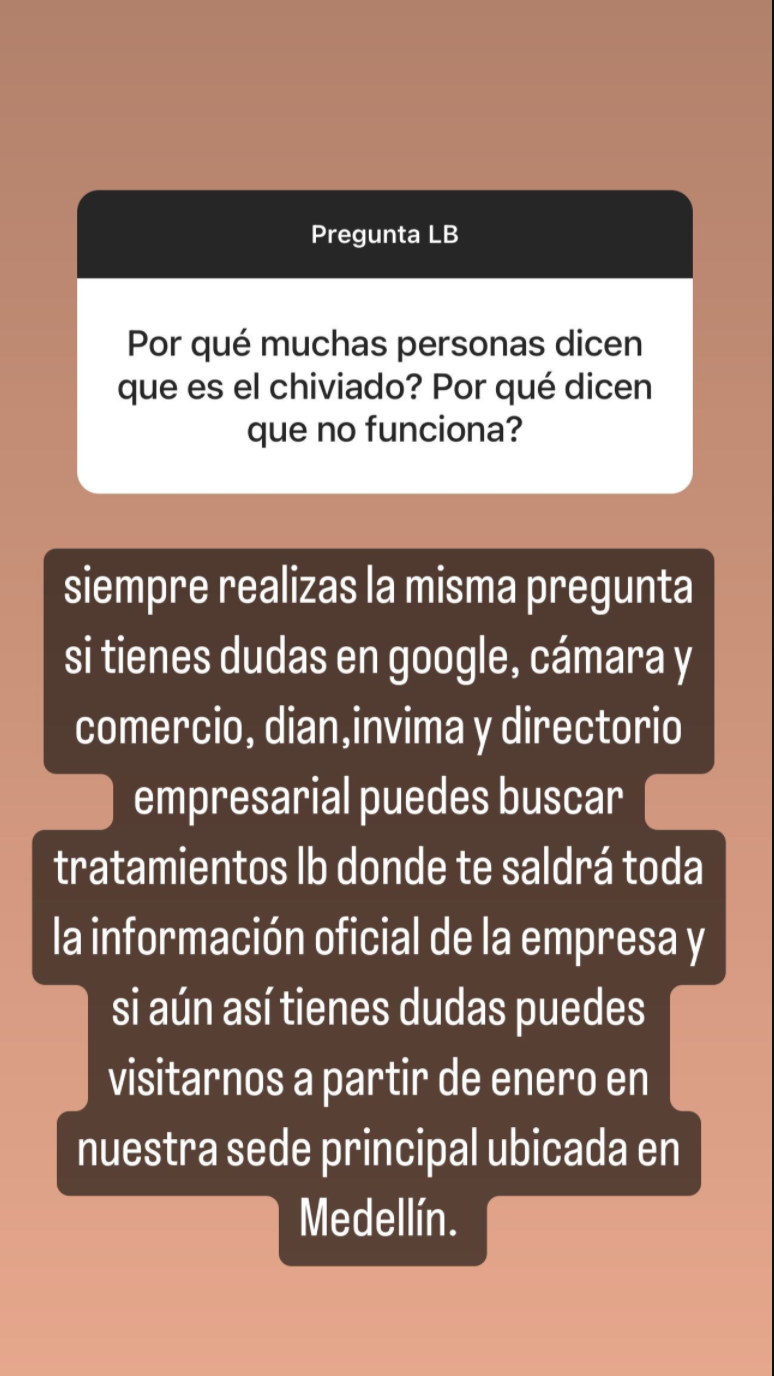 Pregunta LB
Por qué muchas personas dicen
que es el chiviado? Por qué dicen
que no funciona?
siempre realizas la misma pregunta
si tienes dudas en google, cámara y
comercio, dian,invima y directorio
empresarial puedes buscar
tratamientos lb donde te saldrá toda
la información oficial de la empresa y
si aún así tienes dudas puedes
visitarnos a partir de enero en
nuestra sede principal ubicada en
Medellín.